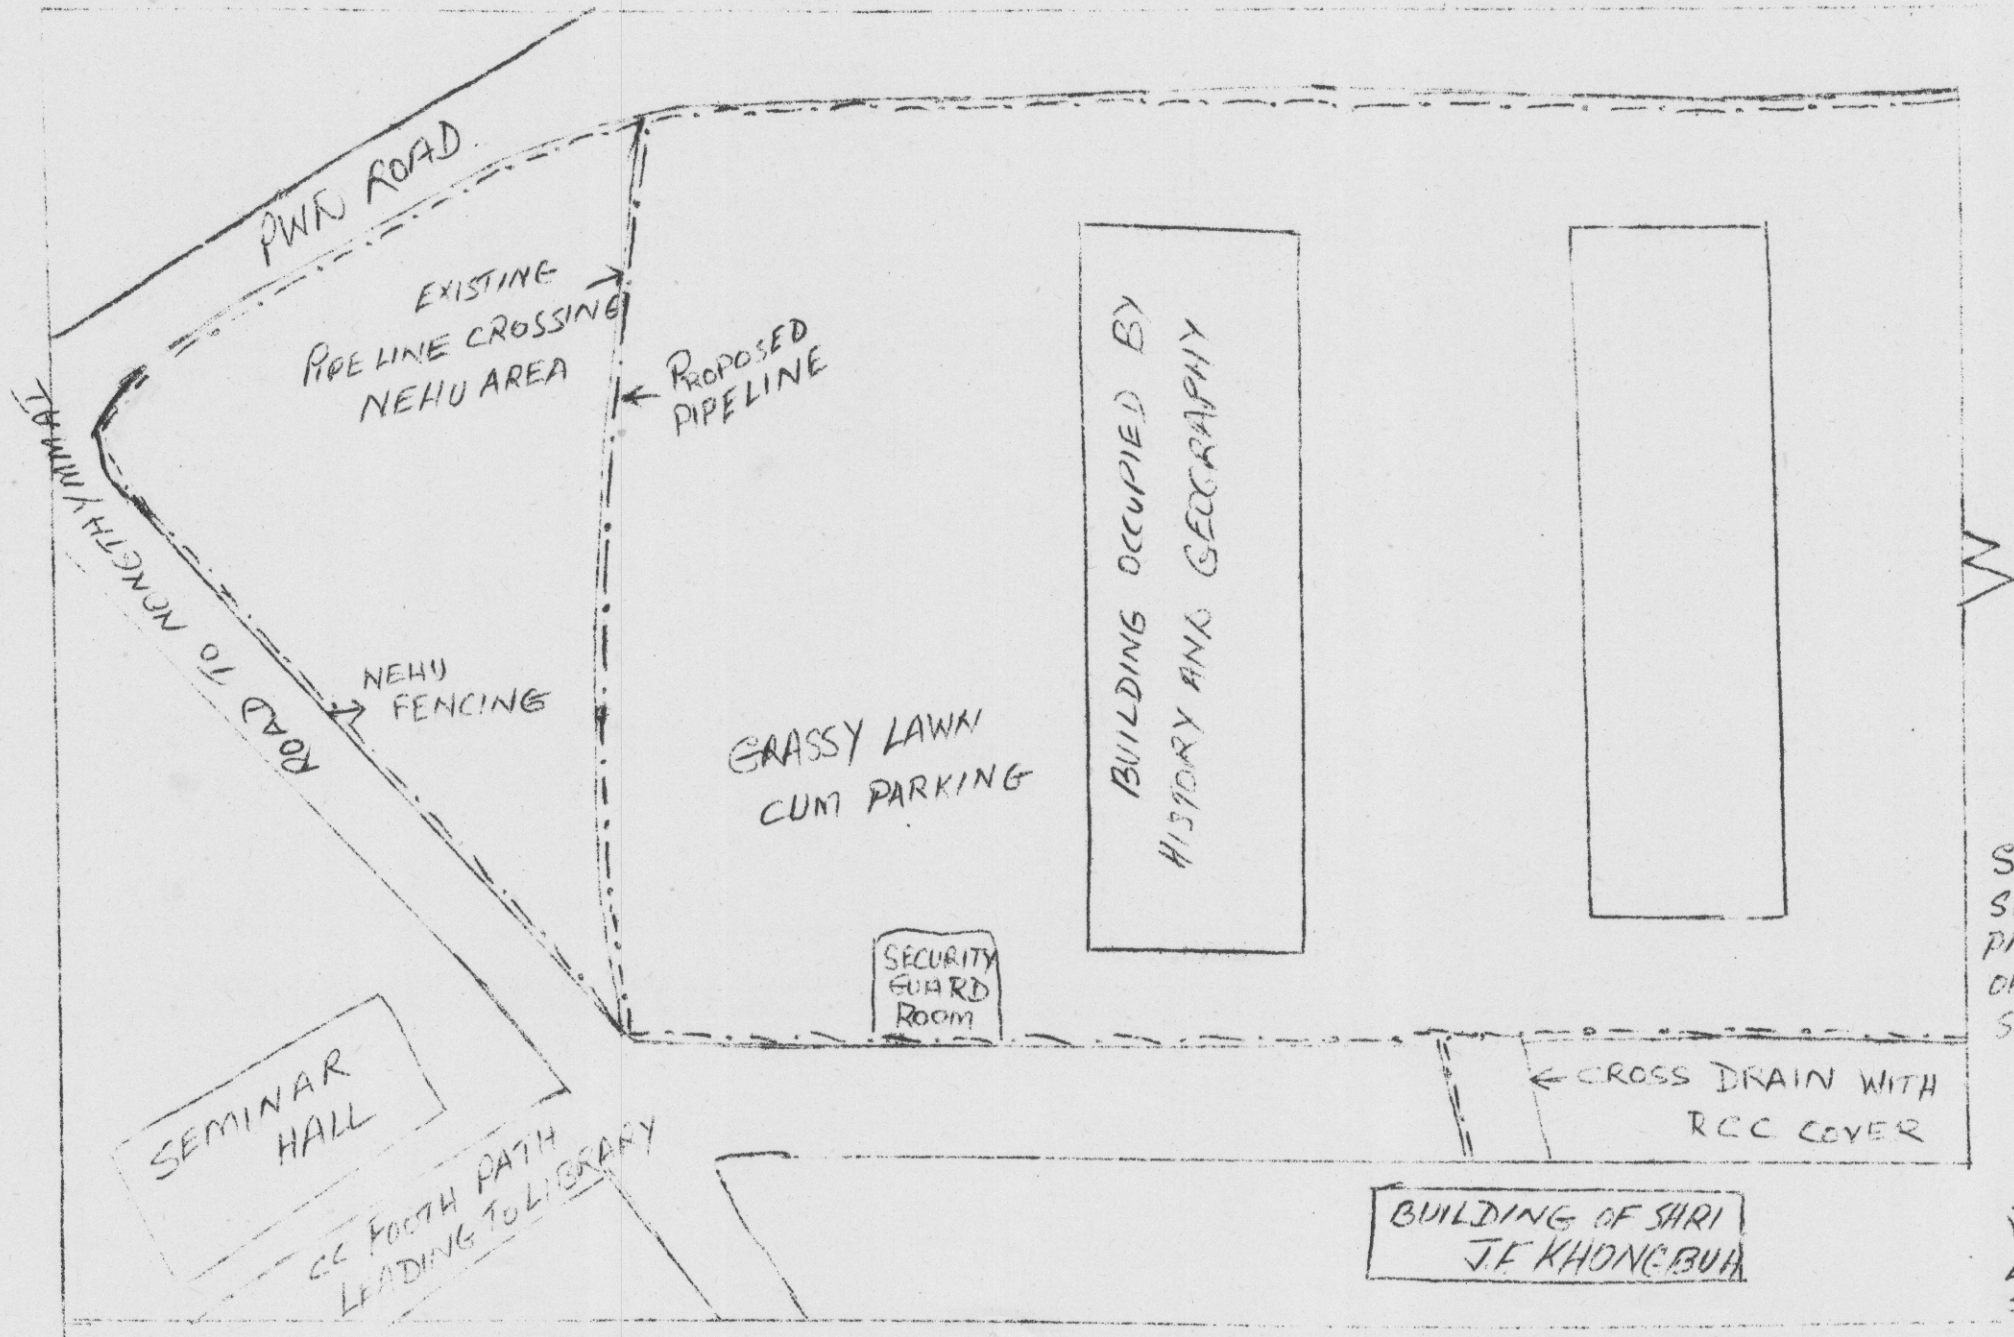 PWD ROAD.
EXISTING
PIPE LINE CROSSING
NEHU AREA
PROPOSED
PIPELINE
ROAD TO NONGTHYMMAI
NEHU
FENCING
GRASSY LAWN
CUM PARKING
BUILDING OCCUPIED BY
HISTORY AND GEOGRAPHY
SECURITY
GUARD
ROOM
SEMINAR
HALL
CC FOOTH PATH
LEADING TO LIBRARY
CROSS DRAIN WITH
RCC COVER
BUILDING OF SHRI
J.F KHONGBUH